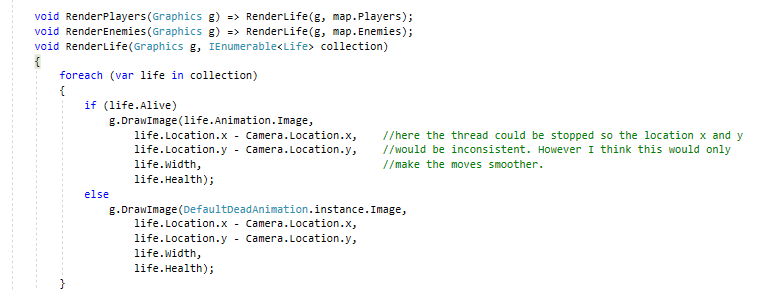 void RenderPlayers(Graphics g) => RenderLife(g, map.Players);
void RenderEnemies(Graphics g) => RenderLife(g, map.Enemies);
void RenderLife(Graphics g, IEnumerable<Life> collection)
{
    foreach (var life in collection)
    {
        if (life.Alive)
            g.DrawImage(life.Animation.Image,
                life.Location.x - Camera.Location.x,    //here the thread could be stopped so the location x and y
                life.Location.y - Camera.Location.y,    //would be inconsistent. However I think this would only
                life.Width,                             //make the moves smoother.
                life.Health);
        else
            g.DrawImage(DefaultDeadAnimation.instance.Image,
                life.Location.x - Camera.Location.x,
                life.Location.y - Camera.Location.y,
                life.Width,
                life.Health);
    }